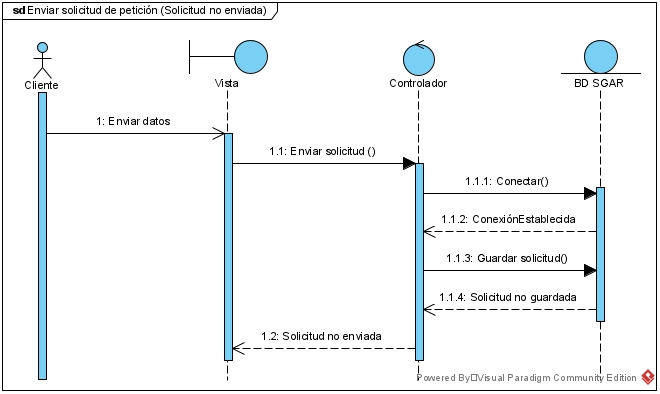 sd Enviar solicitud de petición (Solicitud no enviada)
Cliente
Vista
Controlador
BD SGAR
1: Enviar datos
1.1: Enviar solicitud ()
1.1.1: Conectar()
1.1.2: ConexiónEstablecida
1.1.3: Guardar solicitud()
1.1.4: Solicitud no guardada
1.2: Solicitud no enviada
Powered By Visual Paradigm Community Edition